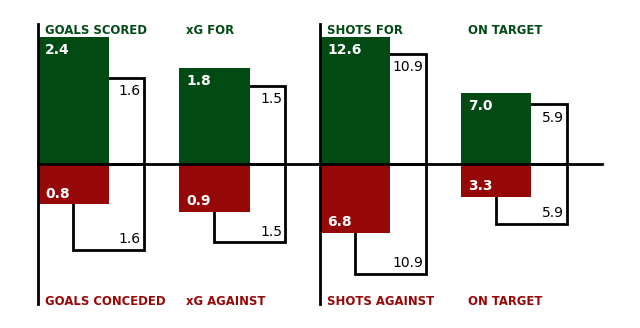 GOALS SCORED xG FOR SHOTS FOR ON TARGET
2.4 1.6 1.8 1.5 12.6 10.9 7.0 5.9
0.8 1.6 0.9 1.5 6.8 10.9 3.3 5.9
GOALS CONCEDED xG AGAINST SHOTS AGAINST ON TARGET